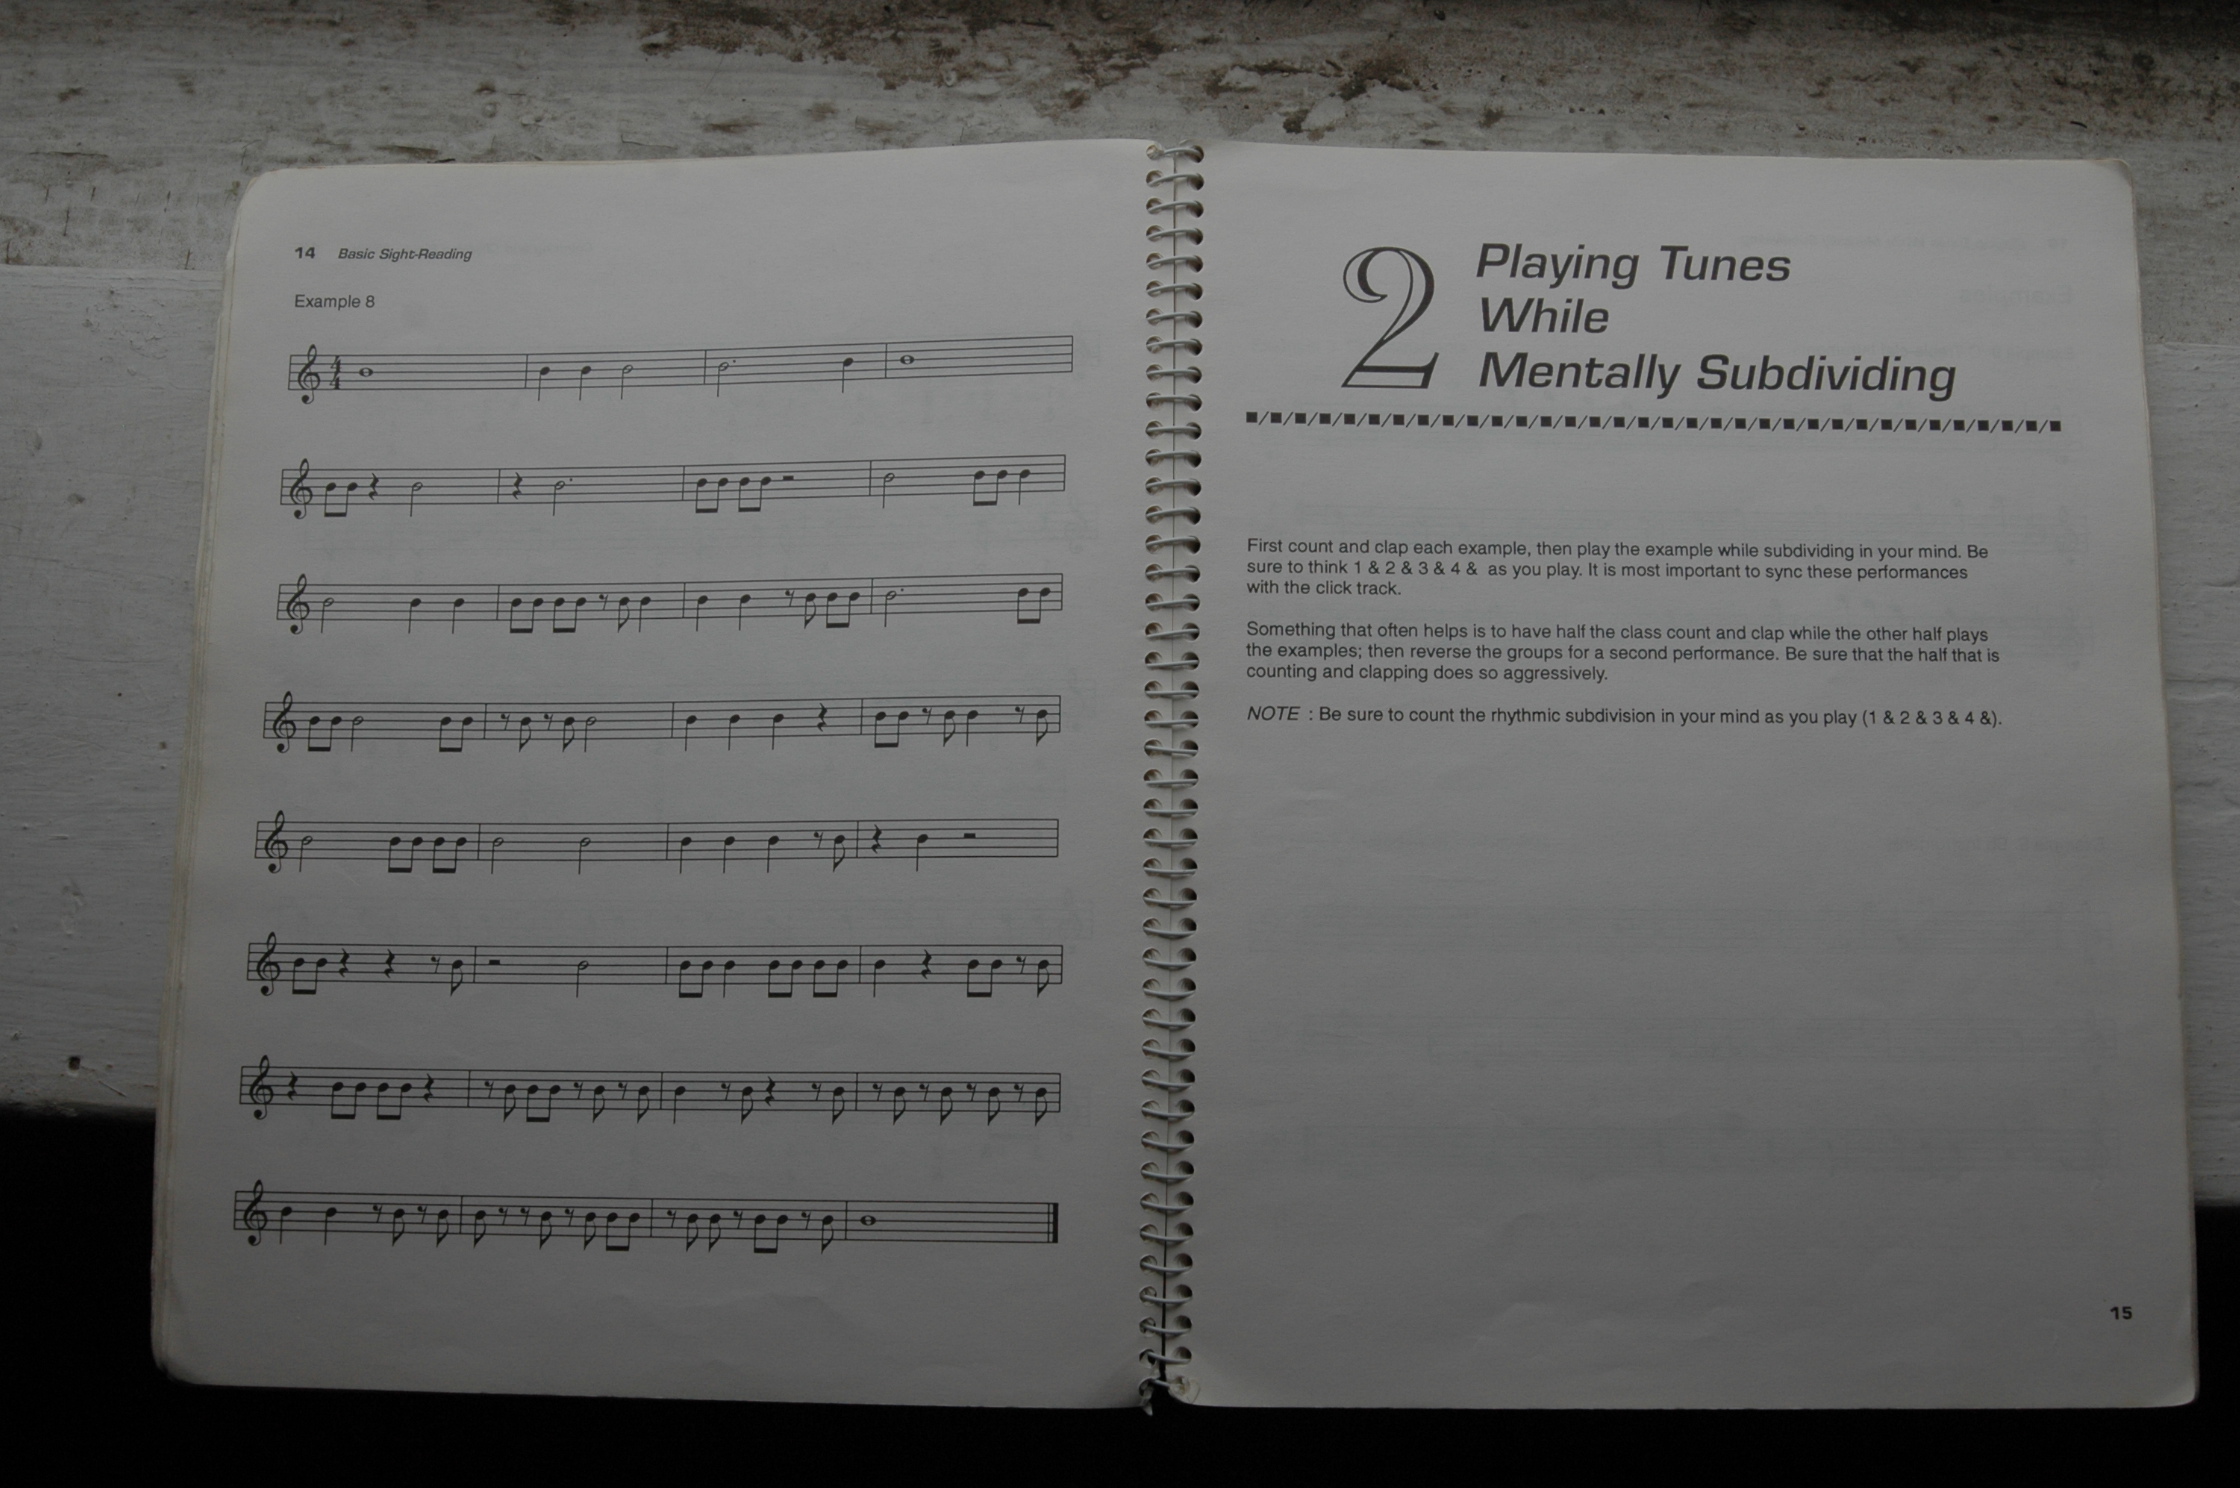 14 Basic Sight-Reading
Example 8
2
Playing Tunes
While
Mentally Subdividing
First count and clap each example, then play the example while subdividing in your mind. Be
sure to think 1 & 2 & 3 & 4 & as you play. It is most important to sync these performances
with the click track.
Something that often helps is to have half the class count and clap while the other half plays
the examples; then reverse the groups for a second performance. Be sure that the half that is
counting and clapping does so aggressively.
NOTE : Be sure to count the rhythmic subdivision in your mind as you play (1 & 2 & 3 & 4 &).
15